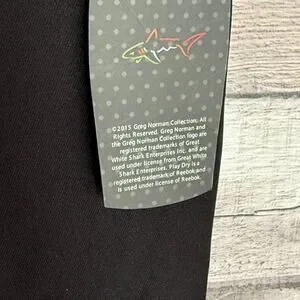 ©2015 Greg Norman Collection; All
Rights Reserved. Greg Norman and
the Greg Norman Collection logo are
registered trademarks of Great
White Shark Enterprises Inc. and are
used under license from Great White
Shark Enterprises. Play Dry is a
registered trademark of Reebok and
is used under license of Reebok.